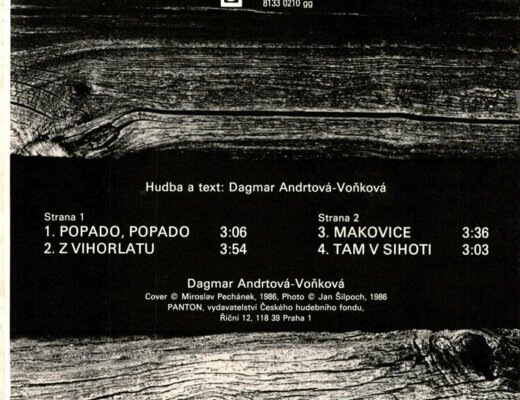 8133 0210 gg
Hudba a text: Dagmar Andrtová-Voňková
Strana 1
1. POPADO, POPADO 3:06
2. Z VIHORLATU 3:54
Strana 2
3. MAKOVICE 3:36
4. TAM V SIHOTI 3:03
Dagmar Andrtová-Voňková
Cover © Miroslav Pechánek, 1986, Photo © Jan Šilpoch, 1986
PANTON, vydavatelství Českého hudebního fondu,
Říční 12, 118 39 Praha 1